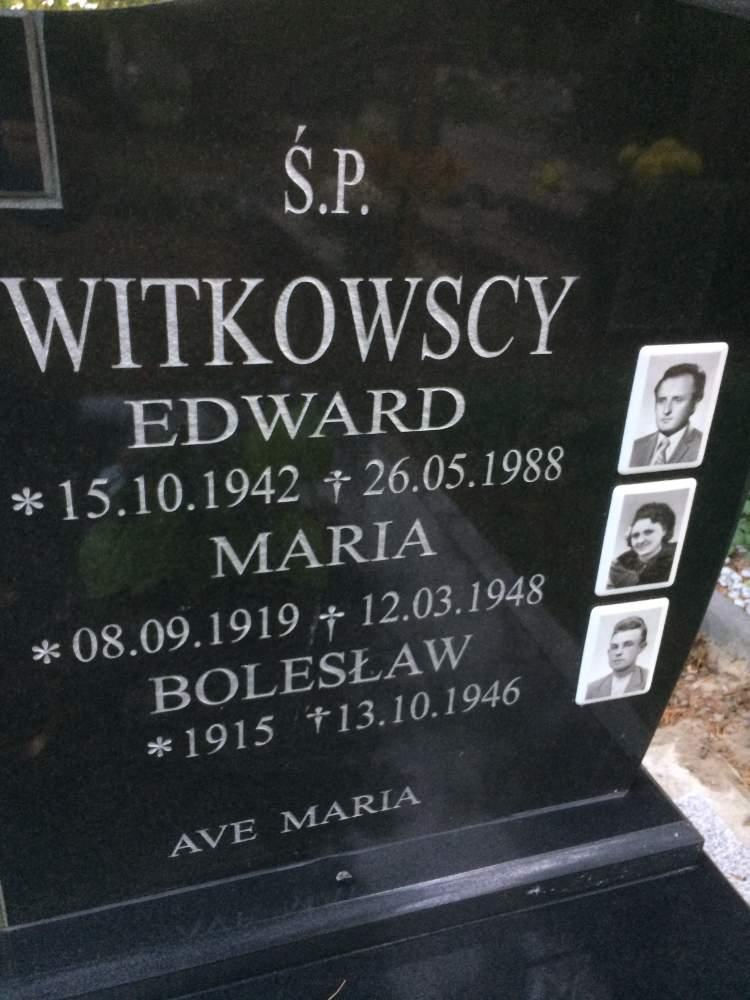 Ś.P.
WITKOWSCY
EDWARD
* 15.10.1942 † 26.05.1988
MARIA
* 08.09.1919 † 12.03.1948
BOLESŁAW
* 1915 † 13.10.1946
AVE MARIA